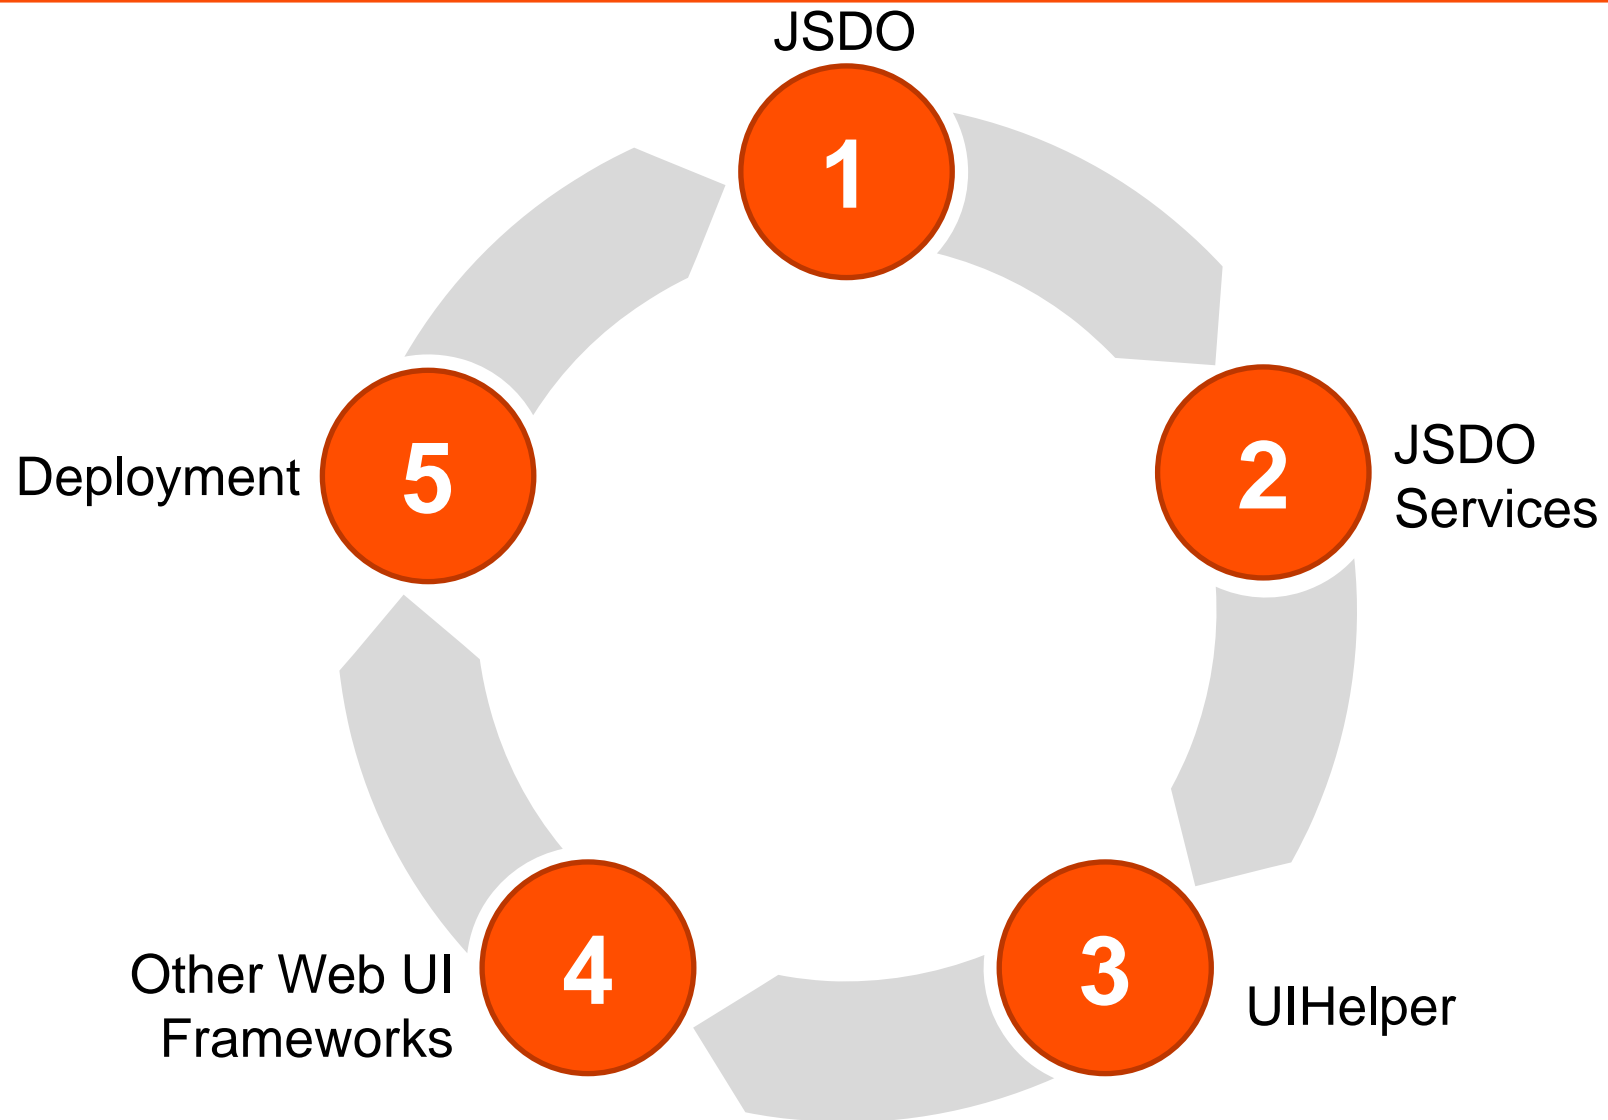 JSDO
1
2
JSDO
Services
3
UIHelper
4
Other Web UI
Frameworks
5
Deployment